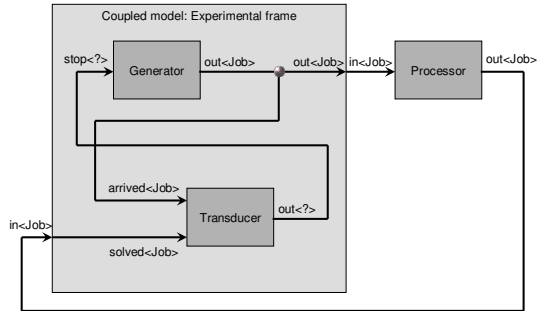 Coupled model: Experimental frame
stop<?>
Generator
out<Job>
out<Job>
in<Job>
Processor
out<Job>
arrived<Job>
Transducer
out<?>
in<Job>
solved<Job>